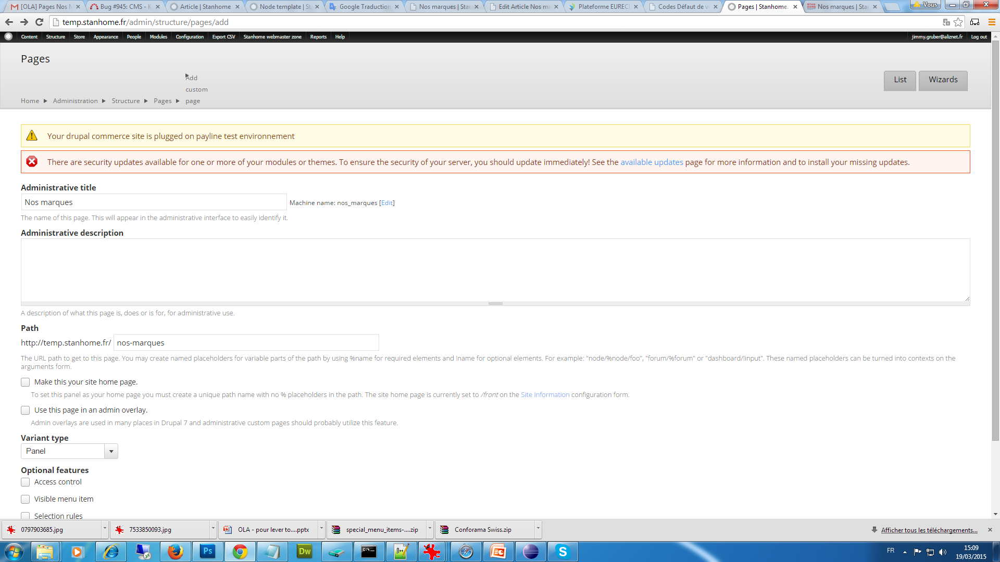 [OLA] Pages Nos M
Bug #945: CMS - K
Article | Stanhome
Node template | St
Google Traduction
Nos marques | Sta
Edit Article Nos ma
Plateforme EURECI
Codes Défaut de v
Pages | Stanhome.
Nos marques | Sta
Vous
temp.stanhome.fr/admin/structure/pages/add
Content Structure Store Appearance People Modules Configuration Export CSV Stanhome webmaster zone Reports Help jimmy.gruber@aliznet.fr Log out
Pages
List Wizards
Home ▶ Administration ▶ Structure ▶ Pages ▶ Add custom page
Your drupal commerce site is plugged on payline test environnement
There are security updates available for one or more of your modules or themes. To ensure the security of your server, you should update immediately! See the available updates page for more information and to install your missing updates.
Administrative title
Nos marques Machine name: nos_marques [Edit]
The name of this page. This will appear in the administrative interface to easily identify it.
Administrative description
A description of what this page is, does or is for, for administrative use.
Path
http://temp.stanhome.fr/ nos-marques
The URL path to get to this page. You may create named placeholders for variable parts of the path by using %name for required elements and !name for optional elements. For example: "node/%node/foo", "forum/%forum" or "dashboard/!input". These named placeholders can be turned into contexts on the
arguments form.
Make this your site home page.
To set this panel as your home page you must create a unique path name with no % placeholders in the path. The site home page is currently set to /front on the Site Information configuration form.
Use this page in an admin overlay.
Admin overlays are used in many places in Drupal 7 and administrative custom pages should probably utilize this feature.
Variant type
Panel
Optional features
Access control
Visible menu item
Selection rules
0797903685.jpg 7533850093.jpg OLA - pour lever to....pptx special_menu_items-....zip Conforama Swiss.zip Afficher tous les téléchargements...
Ps Dw FR 15:09
19/03/2015